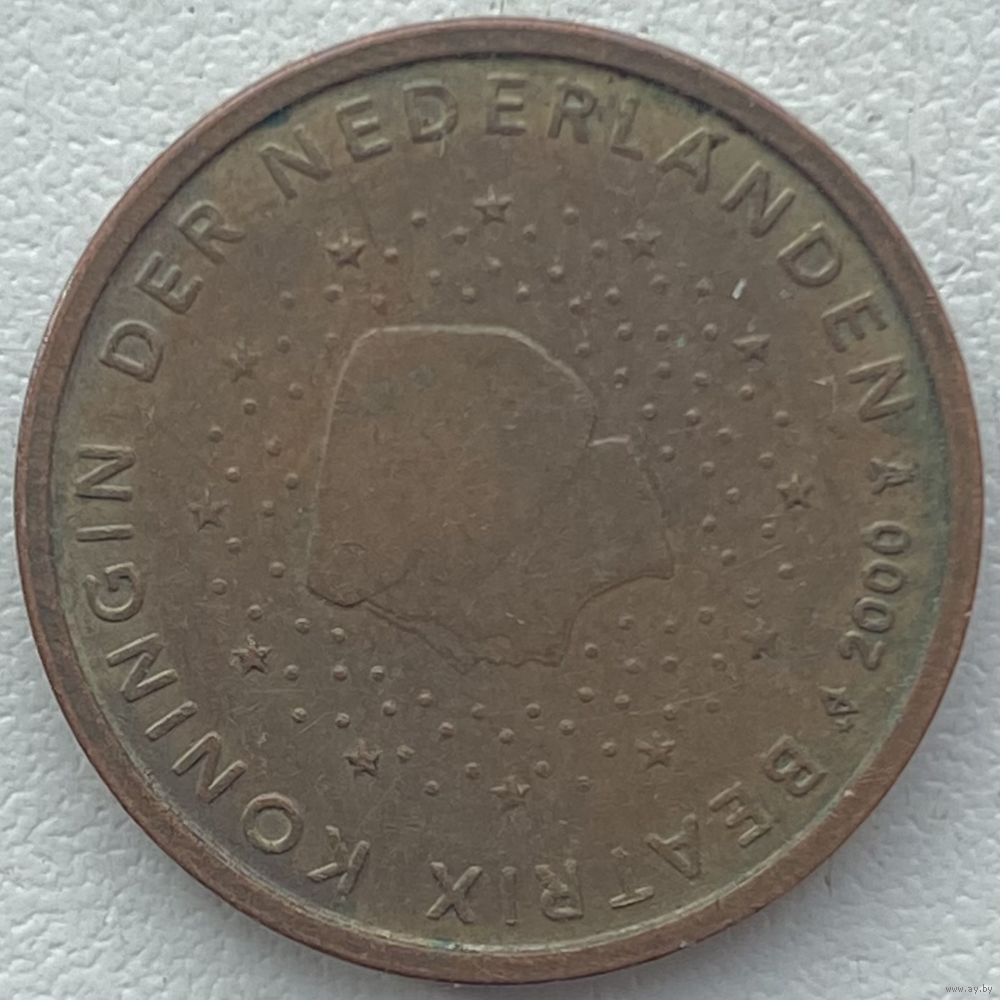 BEATRIX KONINGIN DER NEDERLANDEN
2000
www.ay.by